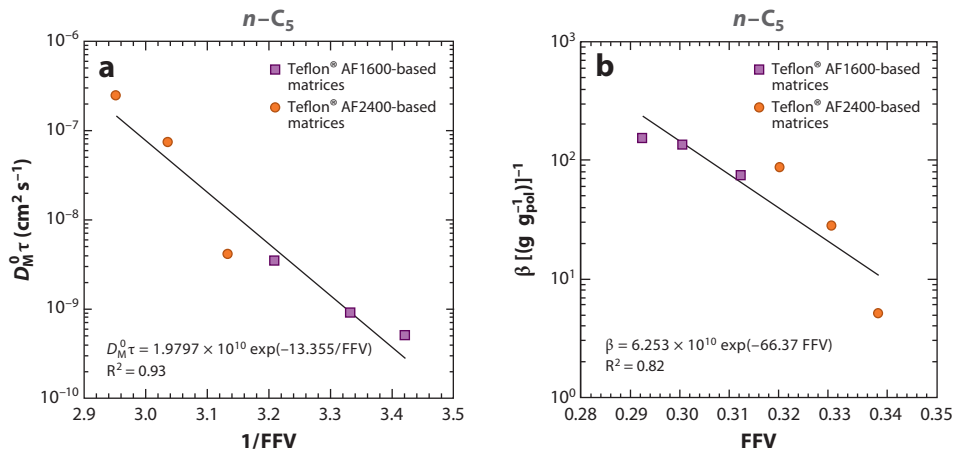 n–C₅
a
Teflon® AF1600-based
matrices
Teflon® AF2400-based
matrices
10⁻⁶
10⁻⁷
10⁻⁸
10⁻⁹
10⁻¹⁰
D⁰_M τ (cm² s⁻¹)
D⁰_M τ = 1.9797 × 10¹⁰ exp(–13.355/FFV)
R² = 0.93
2.9 3.0 3.1 3.2 3.3 3.4 3.5
1/FFV
n–C₅
b
Teflon® AF1600-based
matrices
Teflon® AF2400-based
matrices
10³
10²
10¹
10⁰
β [(g g⁻¹_pol)]⁻¹
β = 6.253 × 10¹⁰ exp(–66.37 FFV)
R² = 0.82
0.28 0.29 0.30 0.31 0.32 0.33 0.34 0.35
FFV